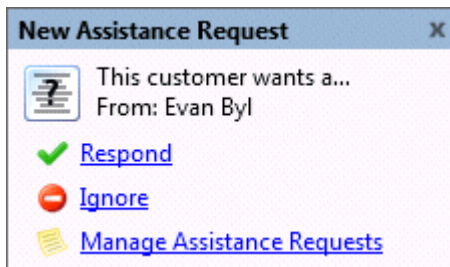 New Assistance Request
This customer wants a...
From: Evan Byl
Respond
Ignore
Manage Assistance Requests